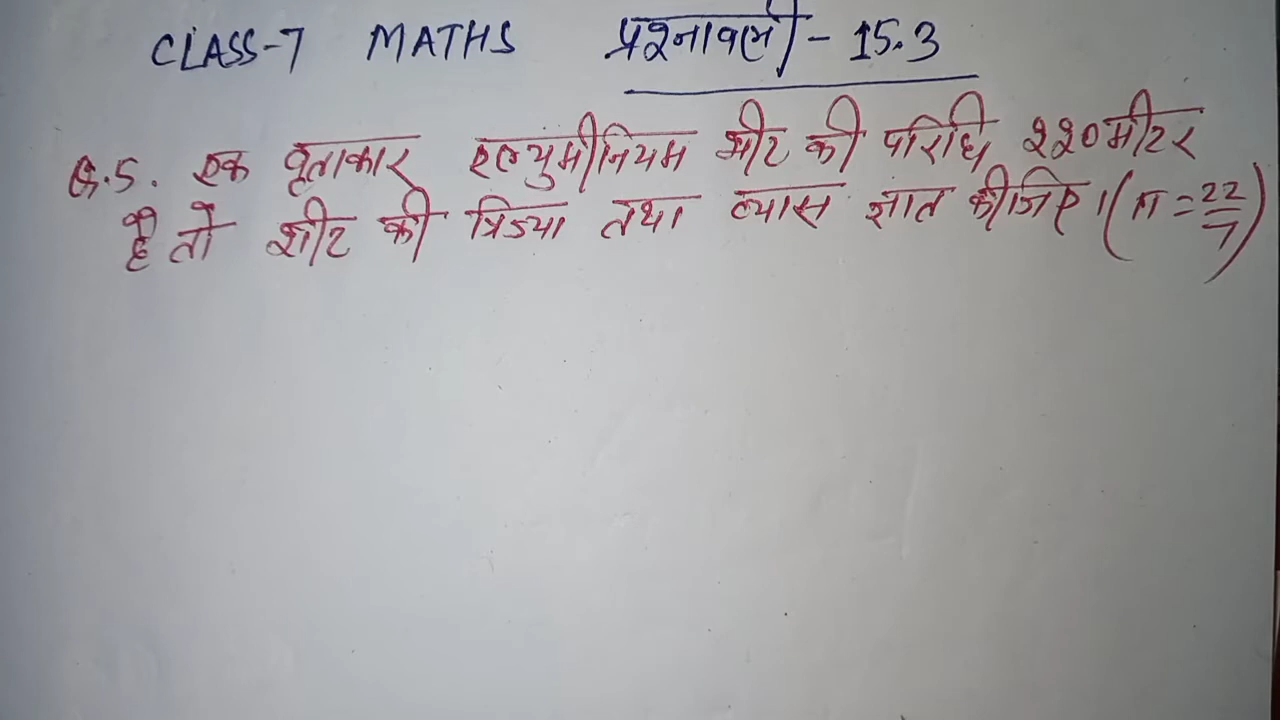 CLASS-7 MATHS प्रश्नावली - 15.3
Q.5. एक वृताकार एल्युमीनियम शीट की परिधि 220 मीटर
है तो शीट की त्रिज्या तथा व्यास ज्ञात कीजिए। (π = 22/7)